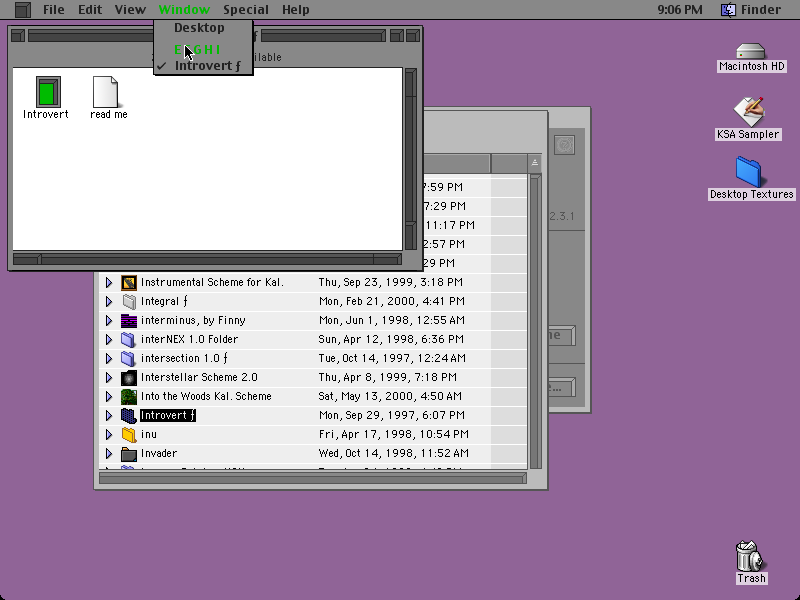 File Edit View Window Special Help 9:06 PM Finder
Desktop
E F G H I
✓ Introvert ƒ
Introvert
read me
Macintosh HD
KSA Sampler
Desktop Textures
7:59 PM
7:29 PM
11:17 PM
2:57 PM
29 PM
2.3.1
Instrumental Scheme for Kal. Thu, Sep 23, 1999, 3:18 PM
Integral ƒ Mon, Feb 21, 2000, 4:41 PM
interminus, by Finny Mon, Jun 1, 1998, 12:55 AM
interNEX 1.0 Folder Sun, Apr 12, 1998, 6:36 PM
intersection 1.0 ƒ Tue, Oct 14, 1997, 12:24 AM
Interstellar Scheme 2.0 Thu, Apr 8, 1999, 7:18 PM
Into the Woods Kal. Scheme Sat, May 13, 2000, 4:50 AM
Introvert ƒ Mon, Sep 29, 1997, 6:07 PM
inu Fri, Apr 17, 1998, 10:54 PM
Invader Wed, Oct 14, 1998, 11:52 AM
Trash